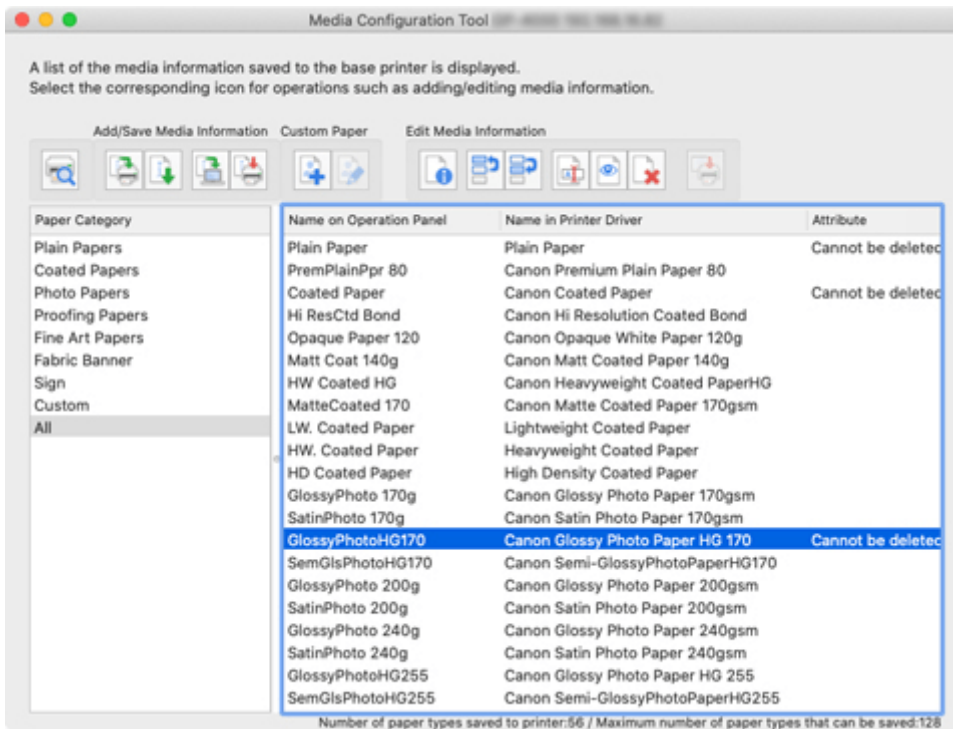 Media Configuration Tool
A list of the media information saved to the base printer is displayed.
Select the corresponding icon for operations such as adding/editing media information.
Add/Save Media Information Custom Paper Edit Media Information
Paper Category
Plain Papers
Coated Papers
Photo Papers
Proofing Papers
Fine Art Papers
Fabric Banner
Sign
Custom
All
Name on Operation Panel Name in Printer Driver Attribute
Plain Paper Plain Paper Cannot be deleted
PremPlainPpr 80 Canon Premium Plain Paper 80
Coated Paper Canon Coated Paper Cannot be deleted
Hi ResCtd Bond Canon Hi Resolution Coated Bond
Opaque Paper 120 Canon Opaque White Paper 120g
Matt Coat 140g Canon Matt Coated Paper 140g
HW Coated HG Canon Heavyweight Coated PaperHG
MatteCoated 170 Canon Matte Coated Paper 170gsm
LW. Coated Paper Lightweight Coated Paper
HW. Coated Paper Heavyweight Coated Paper
HD Coated Paper High Density Coated Paper
GlossyPhoto 170g Canon Glossy Photo Paper 170gsm
SatinPhoto 170g Canon Satin Photo Paper 170gsm
GlossyPhotoHG170 Canon Glossy Photo Paper HG 170 Cannot be deleted
SemGlsPhotoHG170 Canon Semi-GlossyPhotoPaperHG170
GlossyPhoto 200g Canon Glossy Photo Paper 200gsm
SatinPhoto 200g Canon Satin Photo Paper 200gsm
GlossyPhoto 240g Canon Glossy Photo Paper 240gsm
SatinPhoto 240g Canon Satin Photo Paper 240gsm
GlossyPhotoHG255 Canon Glossy Photo Paper HG 255
SemGlsPhotoHG255 Canon Semi-GlossyPhotoPaperHG255
Number of paper types saved to printer:56 / Maximum number of paper types that can be saved:128